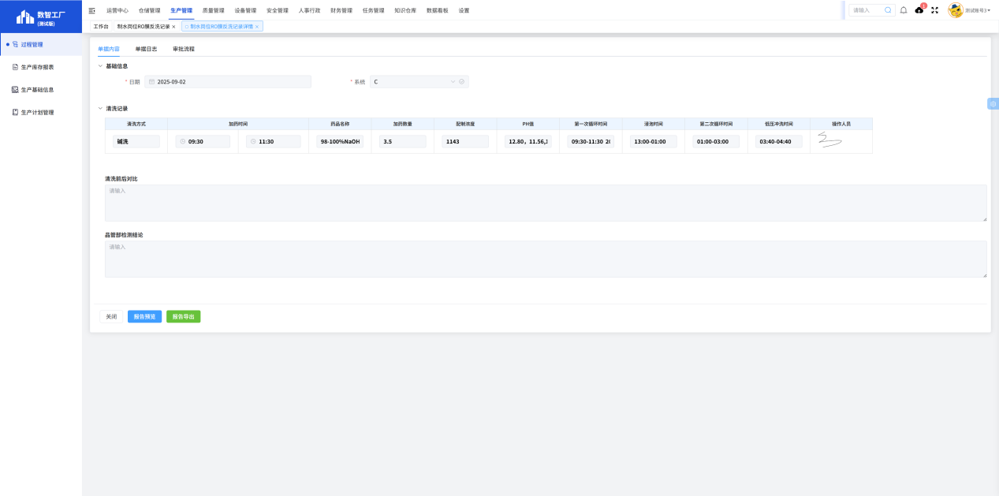 数智工厂
(测试版)
运营中心 仓储管理 生产管理 质量管理 设备管理 安全管理 人事行政 财务管理 任务管理 知识仓库 数据看板 设置
请输入
1
测试账号3
工作台 制水岗位RO膜反洗记录 × 制水岗位RO膜反洗记录详情 ×
过程管理
生产库存报表
生产基础信息
生产计划管理
单据内容 单据日志 审批流程
基础信息
* 日期 2025-09-02 * 系统 C
清洗记录
清洗方式 加药时间 药品名称 加药数量 配制浓度 PH值 第一次循环时间 浸泡时间 第二次循环时间 低压冲洗时间 操作人员
碱洗 09:30 11:30 98-100%NaOH 3.5 1143 12.80，11.56, 09:30-11:30 13:00-01:00 01:00-03:00 03:40-04:40
清洗前后对比
请输入
品管部检测结论
请输入
关闭 报告预览 报告导出